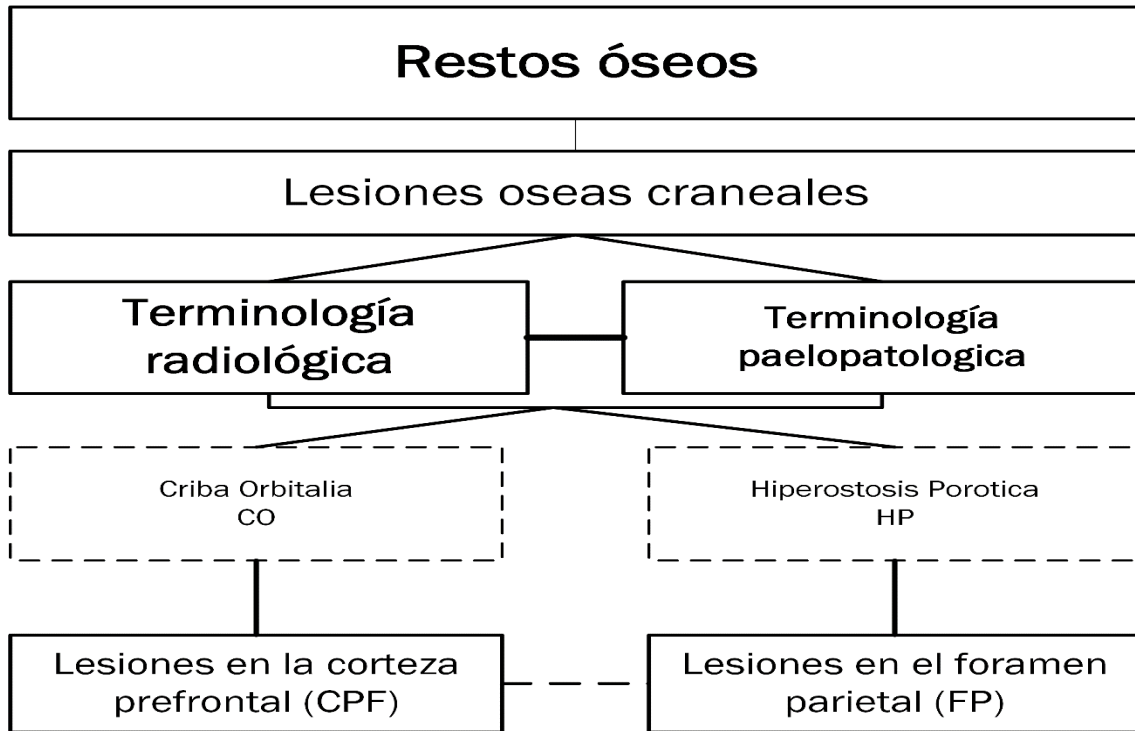 Restos óseos
Lesiones oseas craneales
Terminología
radiológica
Terminología
paelopatologica
Criba Orbitalia
CO
Hiperostosis Porotica
HP
Lesiones en la corteza
prefrontal (CPF)
Lesiones en el foramen
parietal (FP)